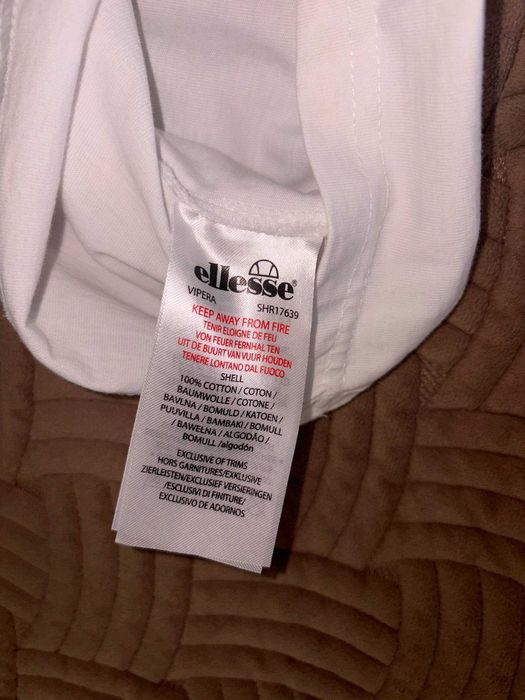 ellesse
VIPERA SHR17639
KEEP AWAY FROM FIRE
TENIR ELOIGNE DE FEU
VON FEUER FERNHALTEN
UIT DE BUURT VAN VUUR HOUDEN
TENERE LONTANO DAL FUOCO
SHELL
100% COTTON / COTON /
BAUMWOLLE / COTONE /
BAVLNA / BOMULD / KATOEN /
PUUVILLA / BAMBAKI / BOMULL
/ BAWEŁNA / ALGODÃO /
BOMULL /algodón
EXCLUSIVE OF TRIMS
HORS GARNITURES/EXKLUSIVE
ZIERLEISTEN/EXCLUSIEF VERSIERINGEN
/ESCLUSIVI DI FINITURE/
EXCLUSIVO DE ADORNOS